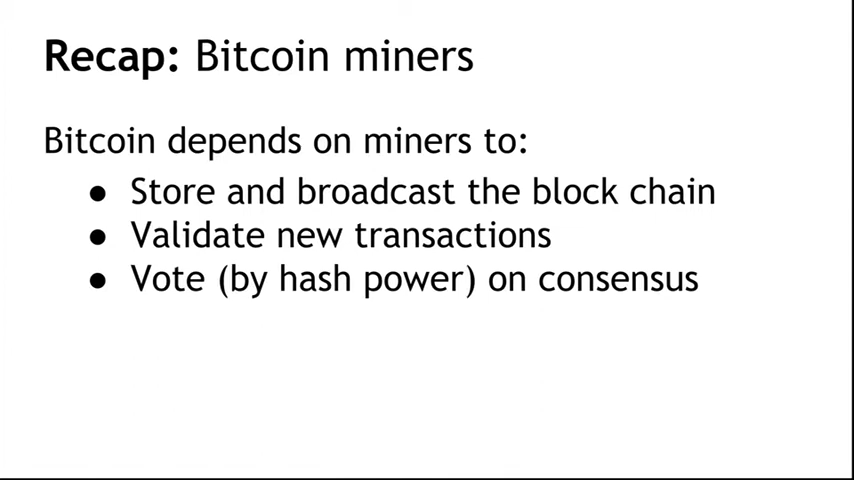 Recap: Bitcoin miners
Bitcoin depends on miners to:
● Store and broadcast the block chain
● Validate new transactions
● Vote (by hash power) on consensus